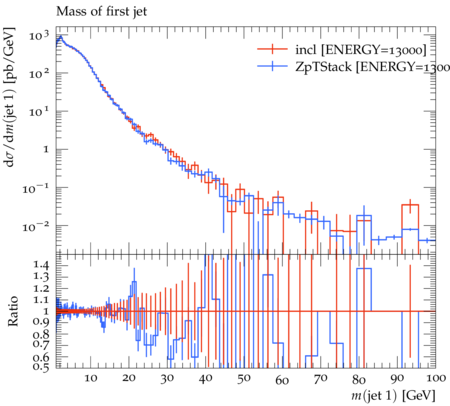 Mass of first jet
dσ/dm(jet 1) [pb/GeV]
10³
10²
10¹
1
10⁻¹
10⁻²
incl [ENERGY=13000]
ZpTStack [ENERGY=1300
Ratio
1.4
1.3
1.2
1.1
1
0.9
0.8
0.7
0.6
0.5
10 20 30 40 50 60 70 80 90 100
m(jet 1) [GeV]